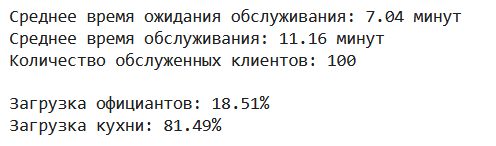 Среднее время ожидания обслуживания: 7.04 минут
Среднее время обслуживания: 11.16 минут
Количество обслуженных клиентов: 100
Загрузка официантов: 18.51%
Загрузка кухни: 81.49%